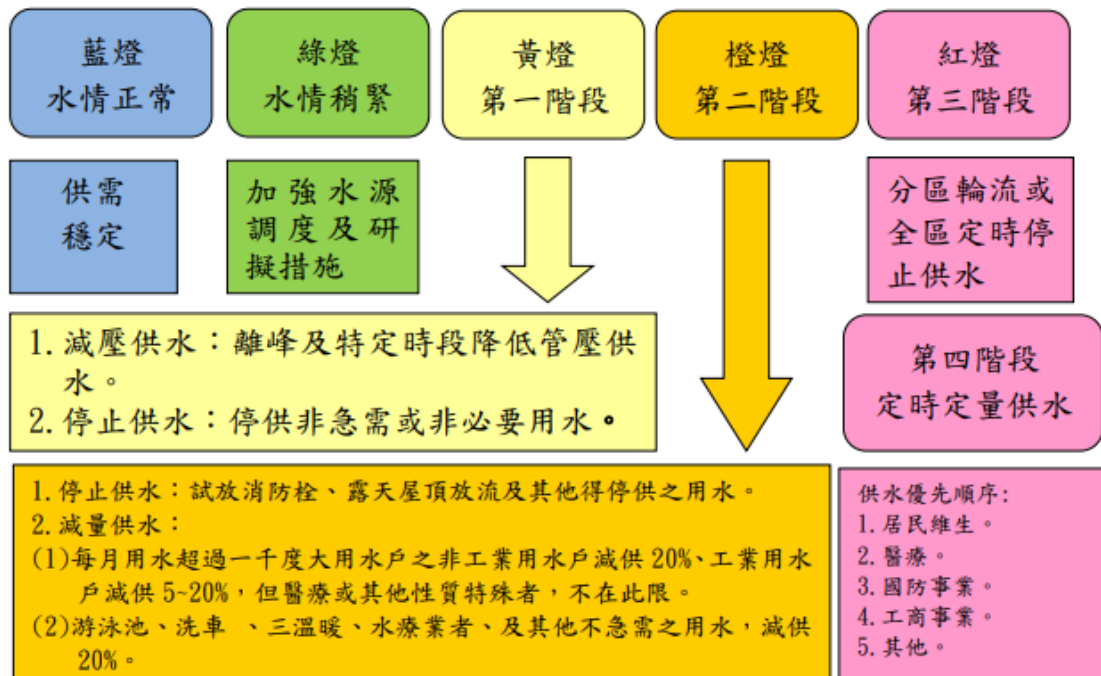 藍燈
水情正常
綠燈
水情稍緊
黃燈
第一階段
橙燈
第二階段
紅燈
第三階段
供需
穩定
加強水源
調度及研
擬措施
分區輪流或
全區定時停
止供水
1. 減壓供水：離峰及特定時段降低管壓供
水。
2. 停止供水：停供非急需或非必要用水。
第四階段
定時定量供水
1. 停止供水：試放消防栓、露天屋頂放流及其他得停供之用水。
2. 減量供水：
(1)每月用水超過一千度大用水戶之非工業用水戶減供 20%、工業用水
戶減供 5~20%，但醫療或其他性質特殊者，不在此限。
(2)游泳池、洗車 、三溫暖、水療業者、及其他不急需之用水，減供
20%。
供水優先順序:
1. 居民維生。
2. 醫療。
3. 國防事業。
4. 工商事業。
5. 其他。